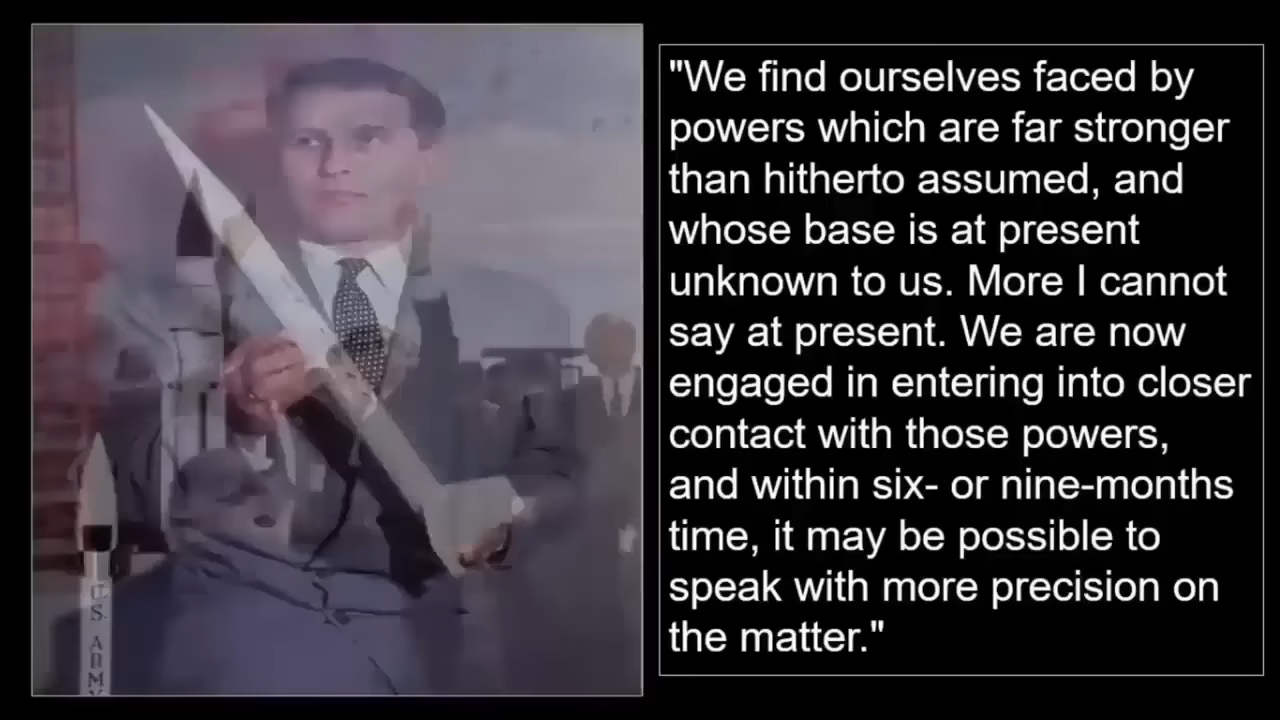 "We find ourselves faced by
powers which are far stronger
than hitherto assumed, and
whose base is at present
unknown to us. More I cannot
say at present. We are now
engaged in entering into closer
contact with those powers,
and within six- or nine-months
time, it may be possible to
speak with more precision on
the matter."
U.S. ARMY